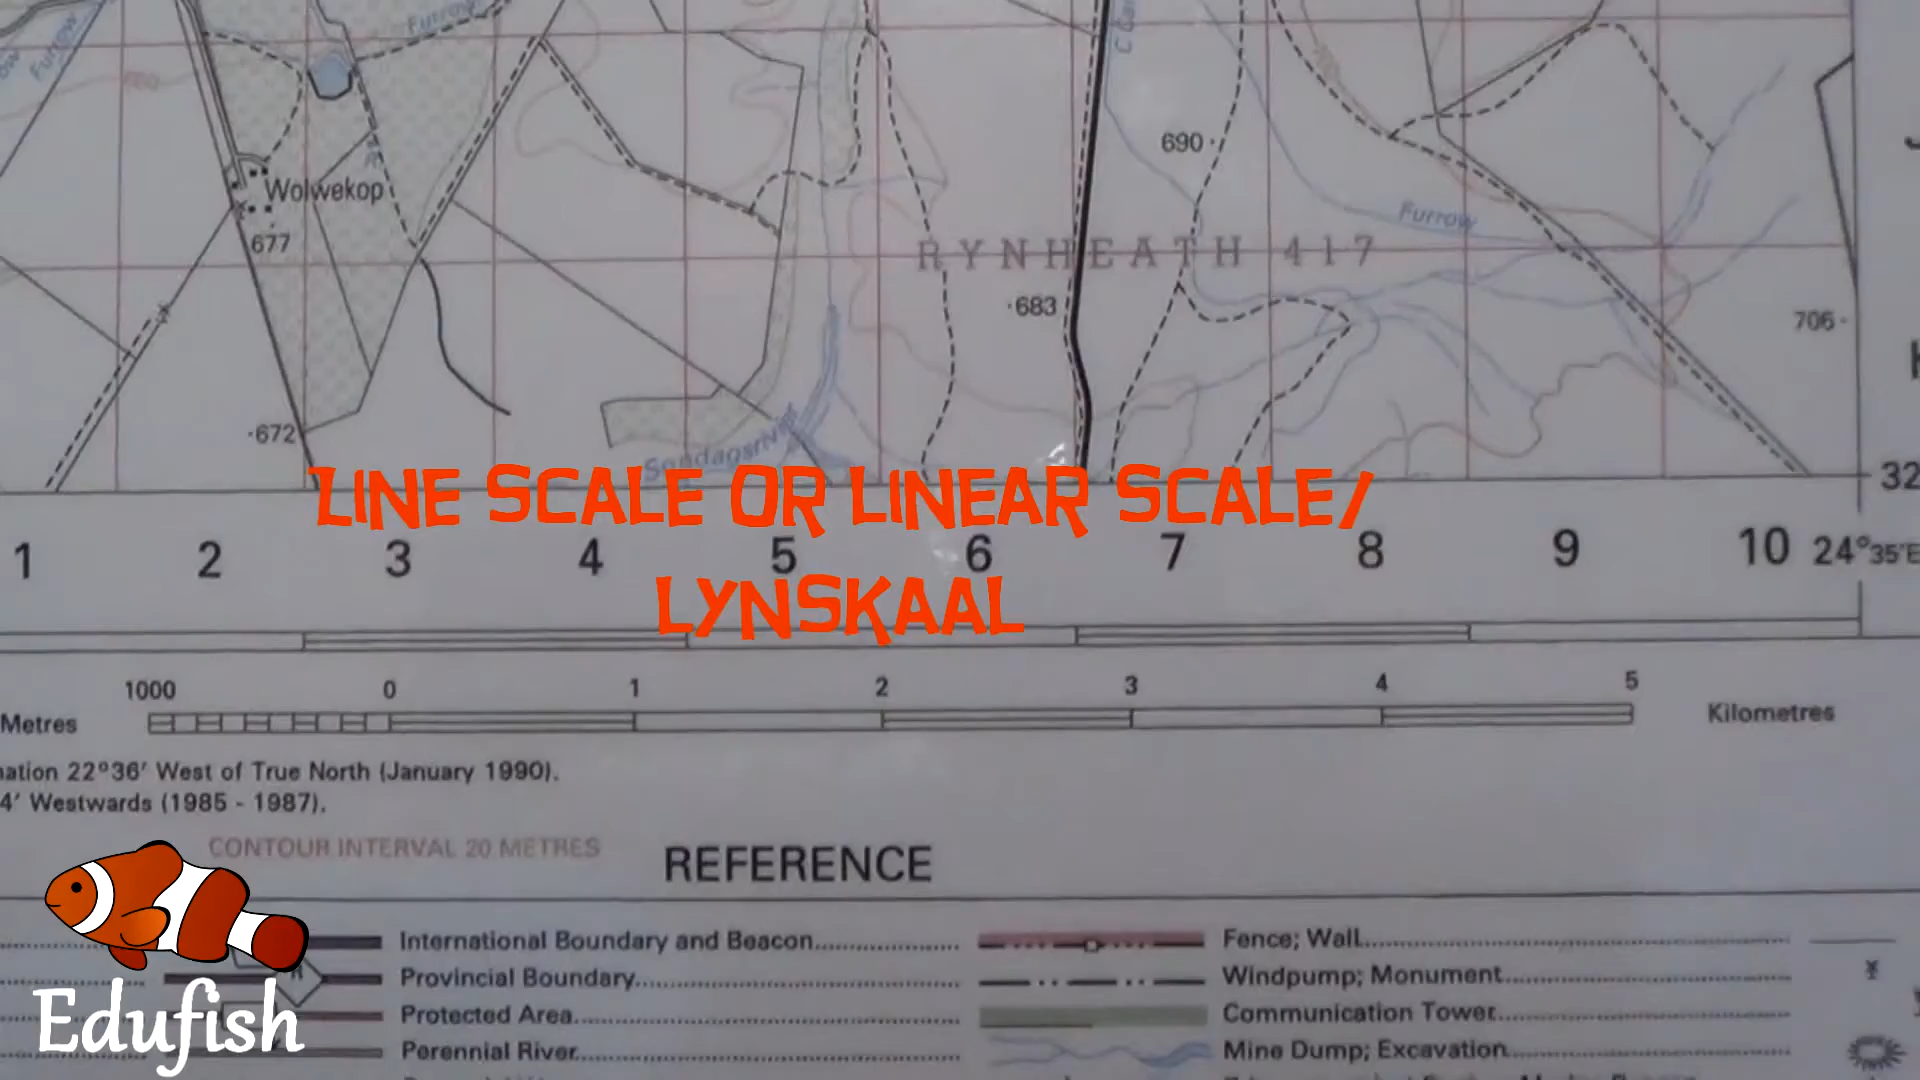 Furrow
Furrow
660
690
Wolwekop
677
Furrow
RYNHEATH 417
683
706
672
Sondagsrivier
LINE SCALE OR LINEAR SCALE/
LYNSKAAL
32
1 2 3 4 5 6 7 8 9 10 24°35'E
1000 0 1 2 3 4 5
Metres Kilometres
22°36' West of True North (January 1990).
4' Westwards (1985 - 1987).
CONTOUR INTERVAL 20 METRES
REFERENCE
International Boundary and Beacon
Provincial Boundary
Protected Area
Perennial River
Fence; Wall
Windpump; Monument
Communication Tower
Mine Dump; Excavation
Edufish